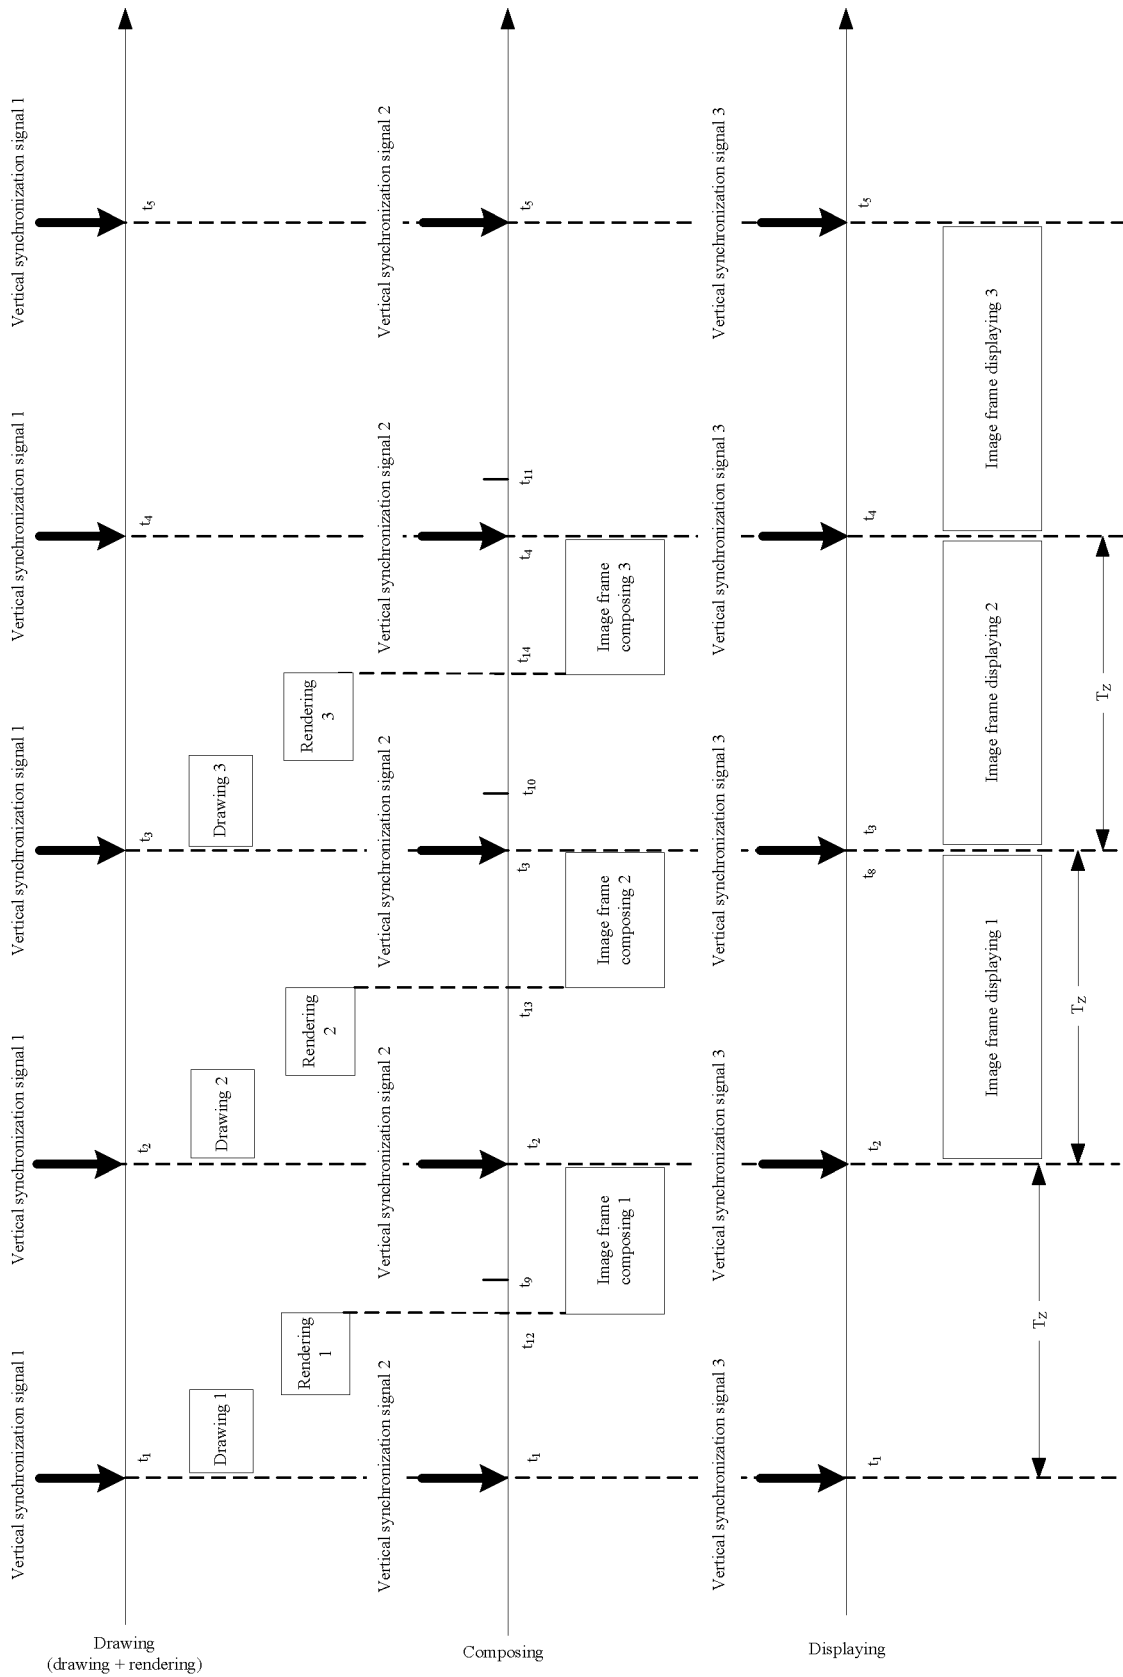 Vertical synchronization signal 1
Vertical synchronization signal 1
Vertical synchronization signal 1
Vertical synchronization signal 1
Vertical synchronization signal 1
Drawing
(drawing + rendering)
t1
t2
t3
t4
t5
Drawing 1
Drawing 2
Drawing 3
Rendering
1
Rendering
2
Rendering
3
Vertical synchronization signal 2
Vertical synchronization signal 2
Vertical synchronization signal 2
Vertical synchronization signal 2
Vertical synchronization signal 2
Composing
t1
t12
t9
t2
t13
t3
t10
t14
t4
t11
t5
Image frame
composing 1
Image frame
composing 2
Image frame
composing 3
Vertical synchronization signal 3
Vertical synchronization signal 3
Vertical synchronization signal 3
Vertical synchronization signal 3
Vertical synchronization signal 3
Displaying
t1
t2
t8
t3
t4
t5
Image frame displaying 1
Image frame displaying 2
Image frame displaying 3
TZ
TZ
TZ